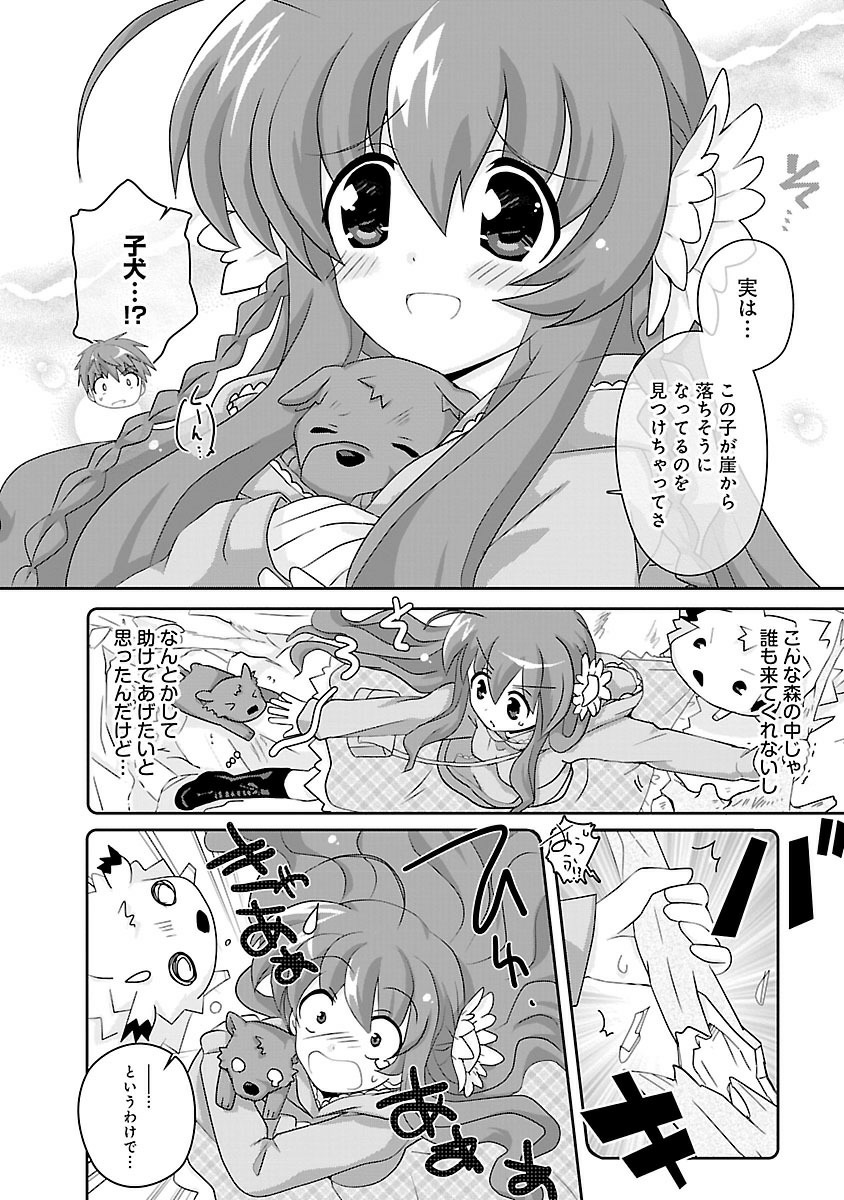 実は…
この子が崖から
落ちそうに
なってるのを
見つけちゃってさ
子犬…!?
しーん…
こんな森の中じゃ
誰も来てくれないし
なんとかして
助けてあげたいと
思ったんだけど…
バキ
ひゅ
きゃあああああ
───…
というわけで…